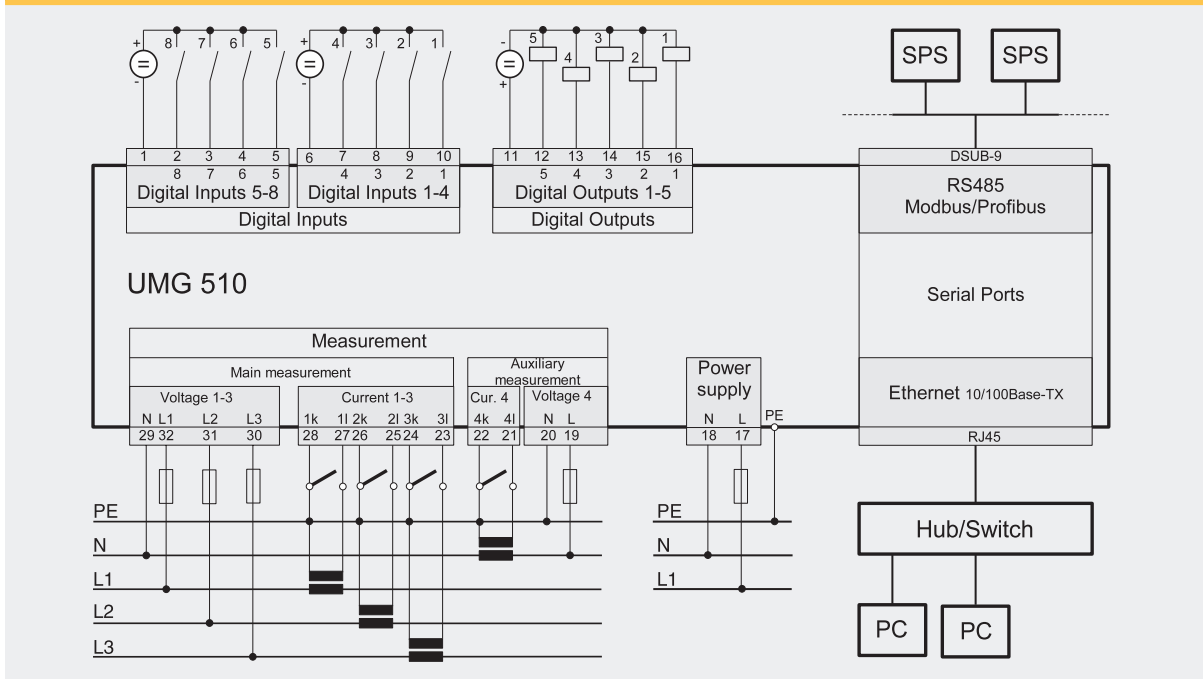 + 8 7 6 5 + 4 3 2 1 - 5 4 3 2 1
- - +
SPS SPS
1 2 3 4 5 6 7 8 9 10 11 12 13 14 15 16 DSUB-9
8 7 6 5 4 3 2 1 5 4 3 2 1
Digital Inputs 5-8 Digital Inputs 1-4 Digital Outputs 1-5
Digital Inputs Digital Outputs
RS485
Modbus/Profibus
UMG 510
Serial Ports
Measurement
Main measurement
Auxiliary
measurement
Voltage 1-3 Current 1-3 Cur. 4 Voltage 4
Power
supply
Ethernet 10/100Base-TX
N L1 L2 L3 1k 1l 2k 2l 3k 3l 4k 4l N L N L PE
29 32 31 30 28 27 26 25 24 23 22 21 20 19 18 17 RJ45
PE PE
N N
L1 L1
L2
L3
Hub/Switch
PC PC